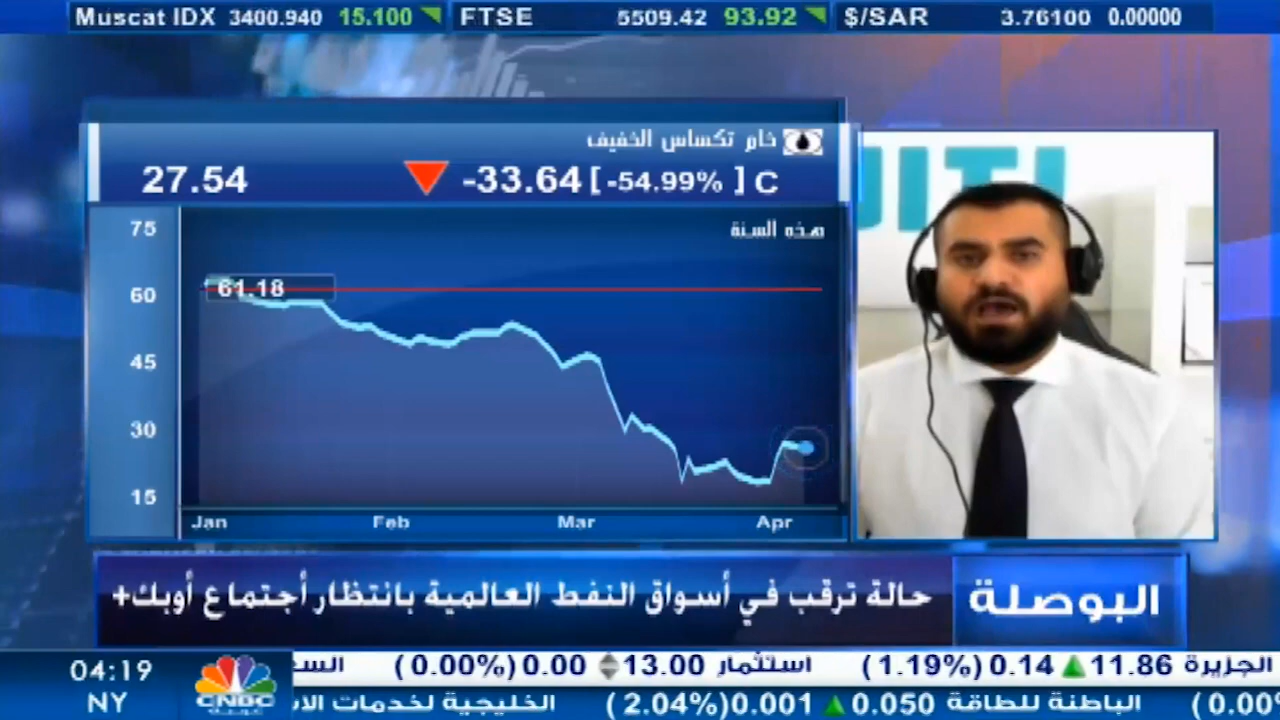 Muscat IDX 3400.940 15.100 FTSE 5509.42 93.92 $/SAR 3.76100 0.00000
خام تكساس الخفيف
27.54 -33.64 [ -54.99% ] C
هذه السنة
75
61.18
60
45
30
15
Jan Feb Mar Apr
البوصلة
حالة ترقب في أسواق النفط العالمية بانتظار أجتماع أوبك+
الجزيرة 11.86 0.14 (1.19%) استثمار 13.00 0.00 (0.00%)
04:19
NY
CNBC
عربية
(0.00 الباطنة للطاقة 0.050 0.001 (2.04%) الخليجية لخدمات